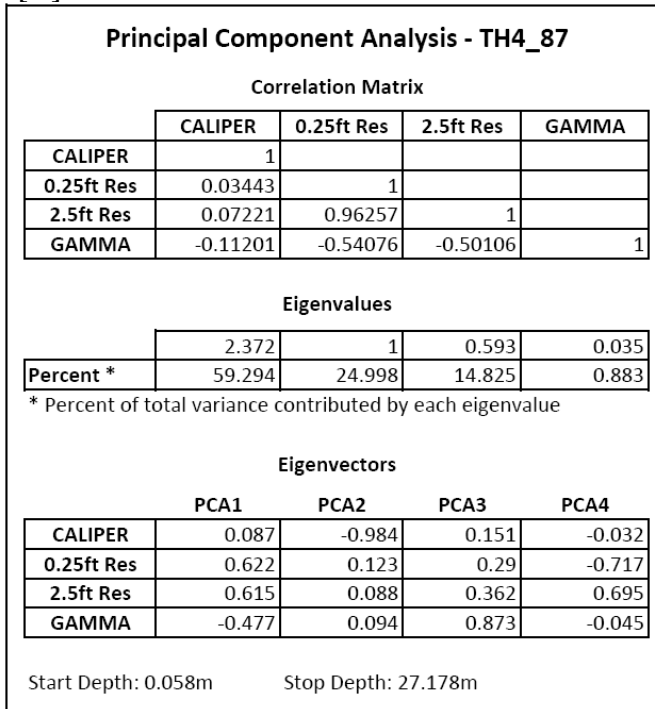 Principal Component Analysis - TH4_87
Correlation Matrix
CALIPER 0.25ft Res 2.5ft Res GAMMA
CALIPER 1
0.25ft Res 0.03443 1
2.5ft Res 0.07221 0.96257 1
GAMMA -0.11201 -0.54076 -0.50106 1
Eigenvalues
2.372 1 0.593 0.035
Percent * 59.294 24.998 14.825 0.883
* Percent of total variance contributed by each eigenvalue
Eigenvectors
PCA1 PCA2 PCA3 PCA4
CALIPER 0.087 -0.984 0.151 -0.032
0.25ft Res 0.622 0.123 0.29 -0.717
2.5ft Res 0.615 0.088 0.362 0.695
GAMMA -0.477 0.094 0.873 -0.045
Start Depth: 0.058m Stop Depth: 27.178m